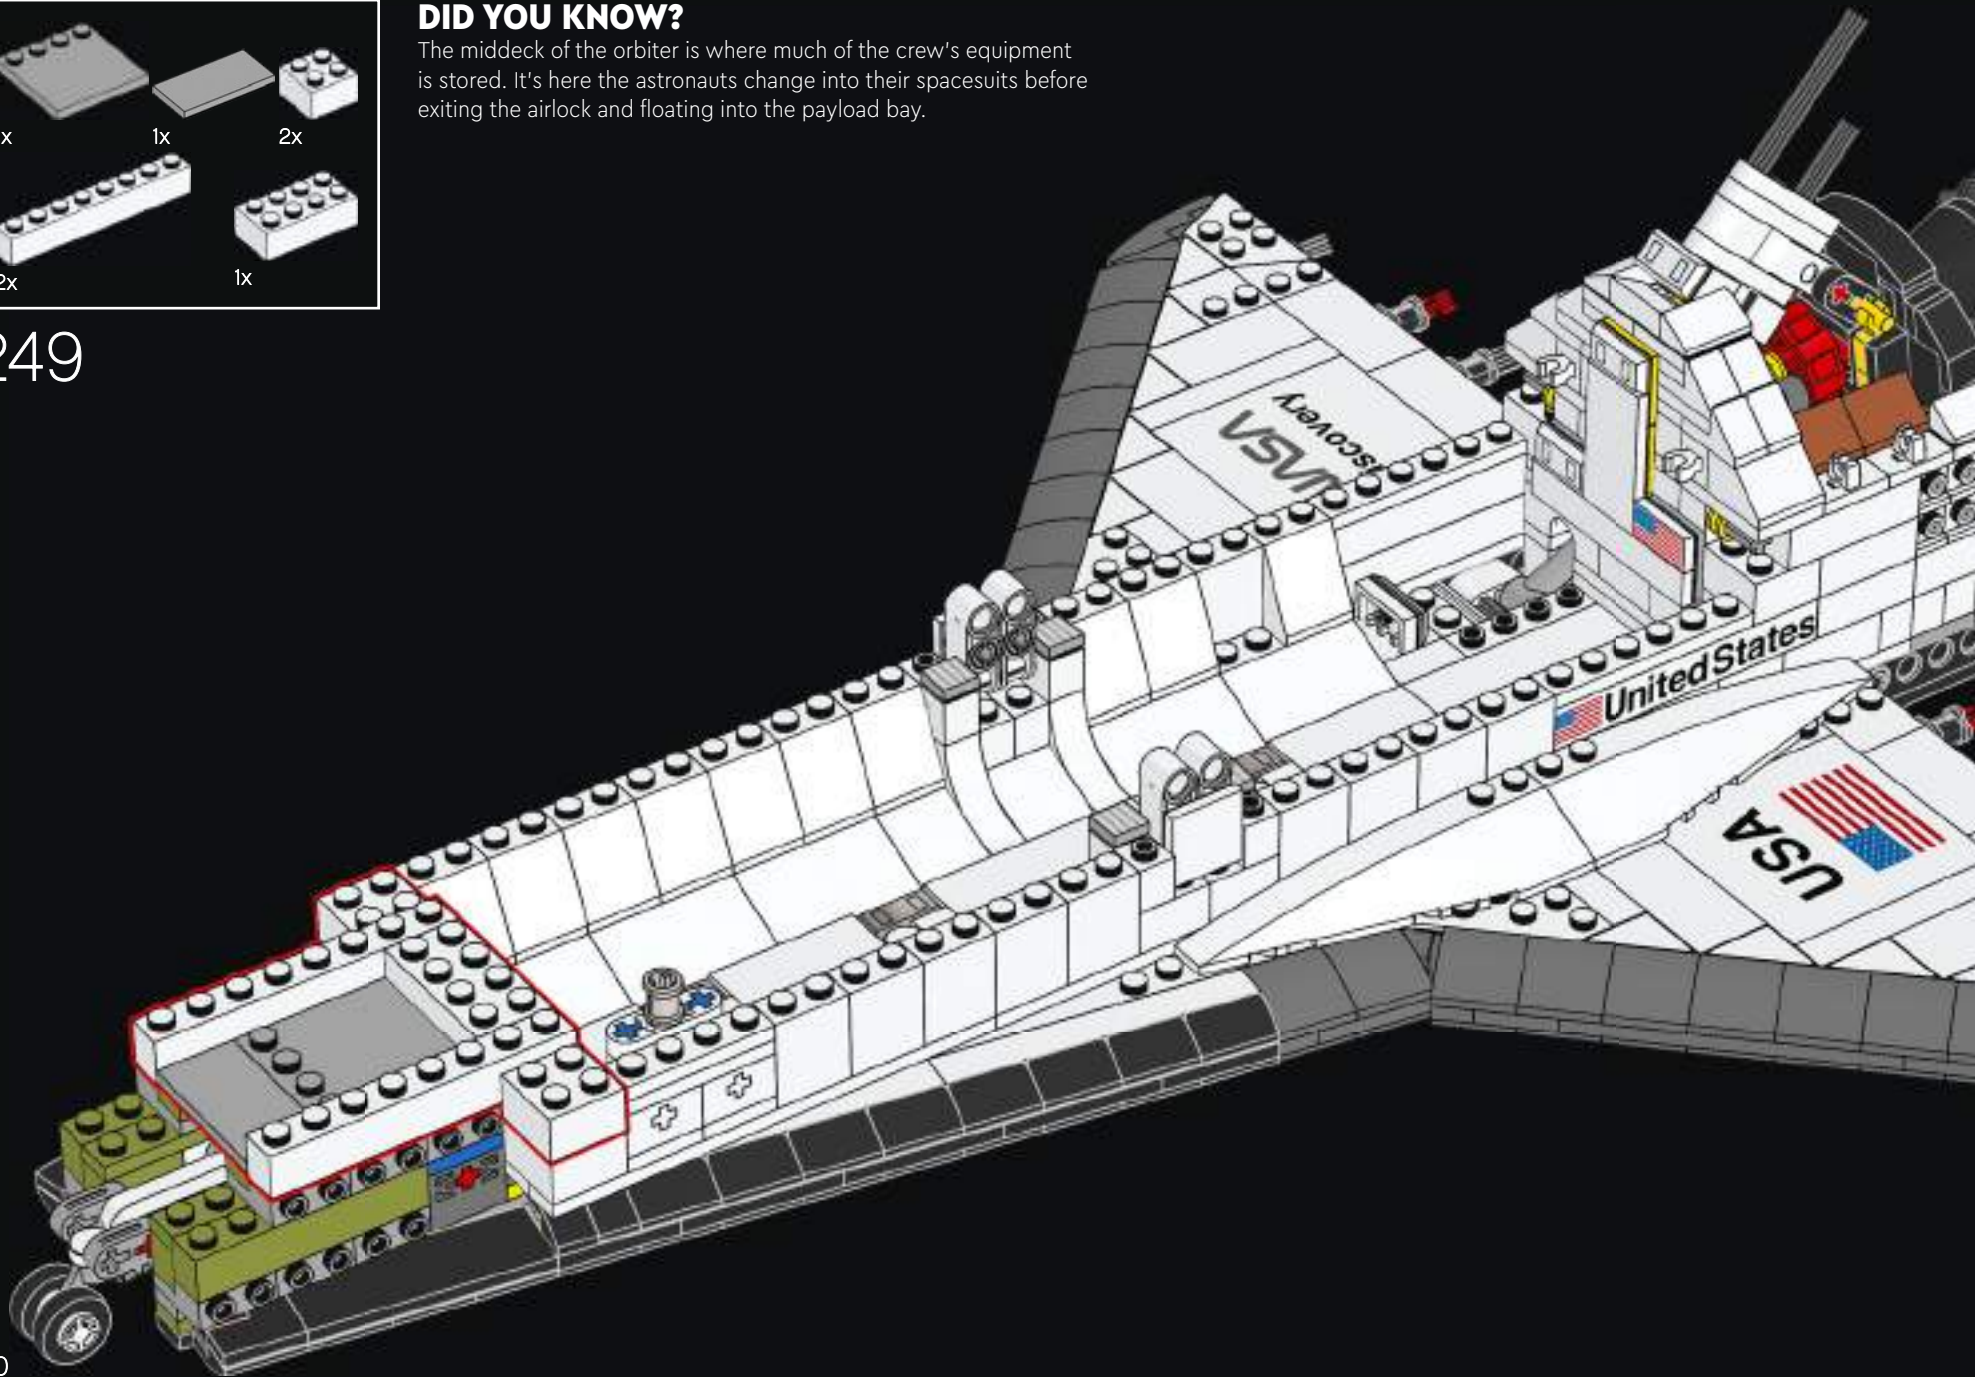 DID YOU KNOW?
The middeck of the orbiter is where much of the crew's equipment
is stored. It's here the astronauts change into their spacesuits before
exiting the airlock and floating into the payload bay.
x
1x
2x
2x
1x
249
NASA
iscovery
United States
USA
0